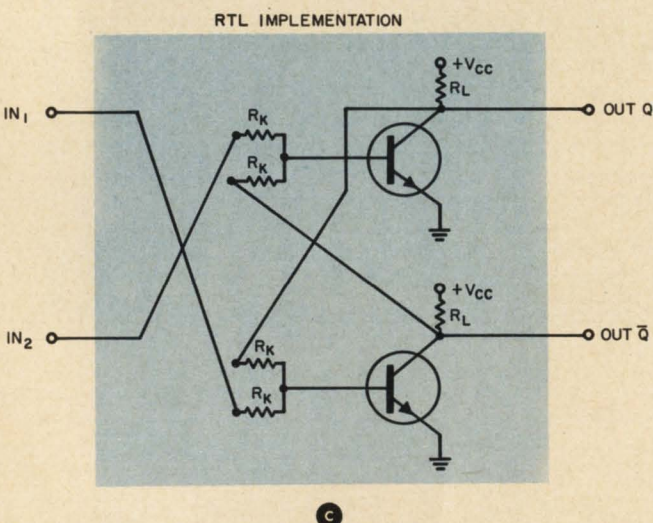 RTL IMPLEMENTATION
+VCC
RL
IN1
OUT Q
RK
RK
+VCC
RL
IN2
OUT Q̅
RK
RK
C